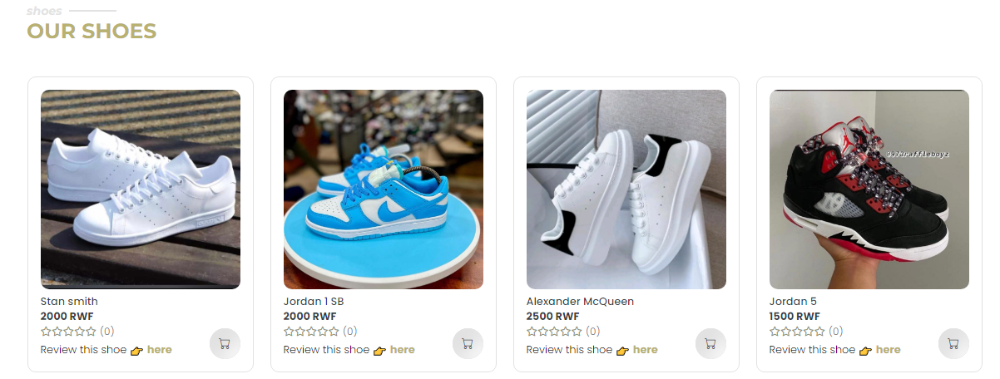 shoes
OUR SHOES
@973raffleboyz
Stan smith
2000 RWF
(0)
Review this shoe 👉 here
Jordan 1 SB
2000 RWF
(0)
Review this shoe 👉 here
Alexander McQueen
2500 RWF
(0)
Review this shoe 👉 here
Jordan 5
1500 RWF
(0)
Review this shoe 👉 here